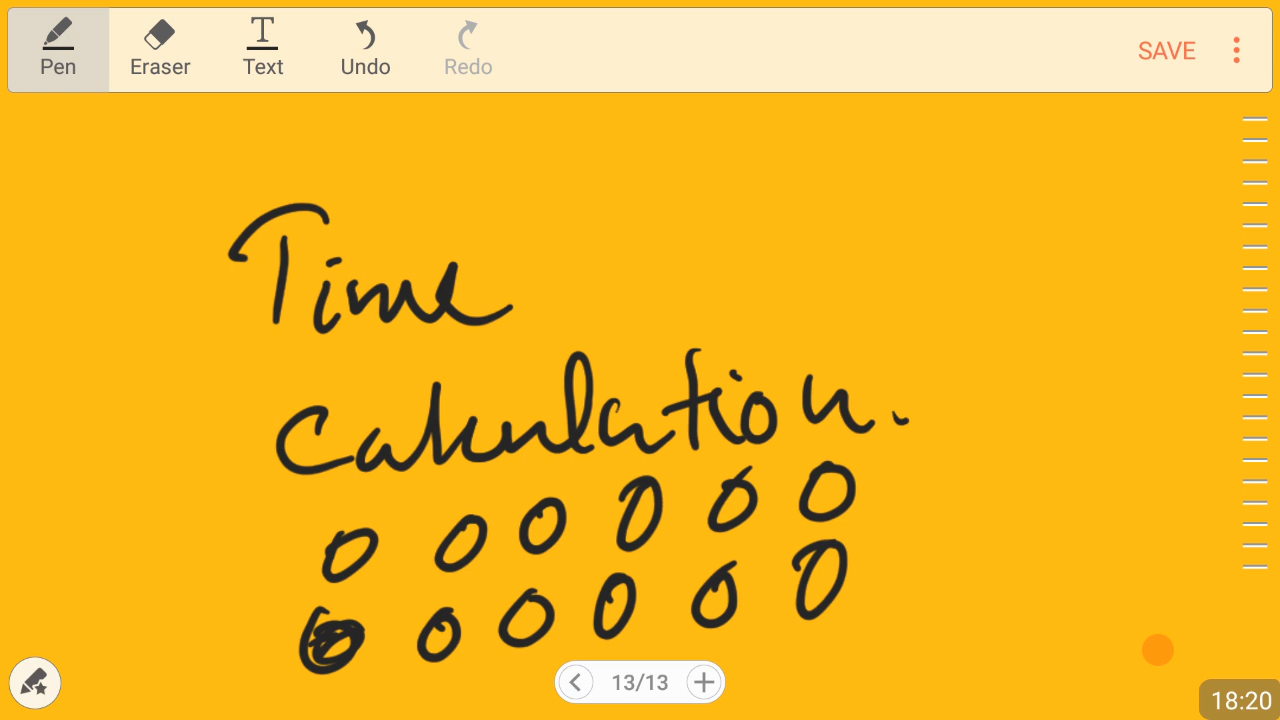 Pen Eraser Text Undo Redo SAVE
Time
Calculation.
0 0 0 0 0 0
0 0 0 0 0 0
13/13
18:20